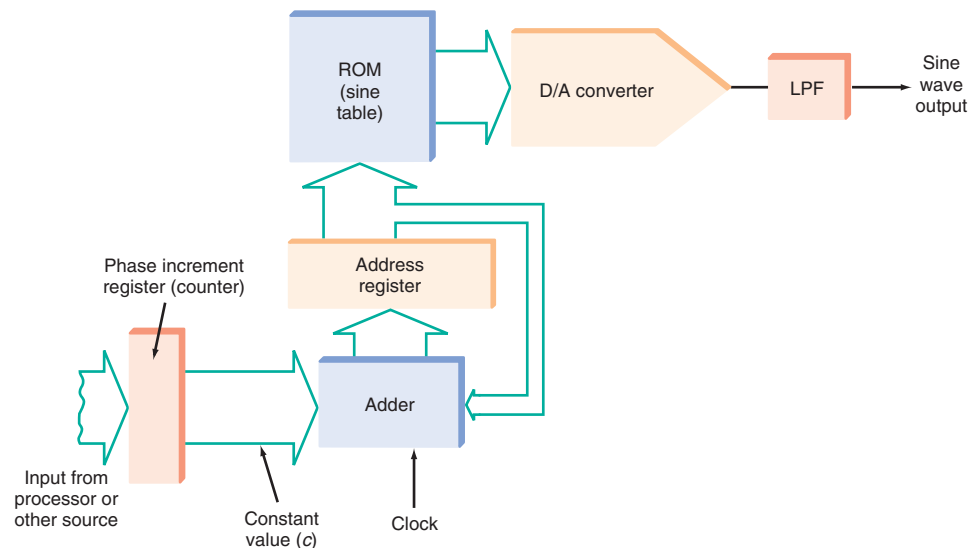 ROM
(sine
table)
D/A converter
LPF
Sine
wave
output
Phase increment
register (counter)
Address
register
Adder
Input from
processor or
other source
Constant
value (c)
Clock